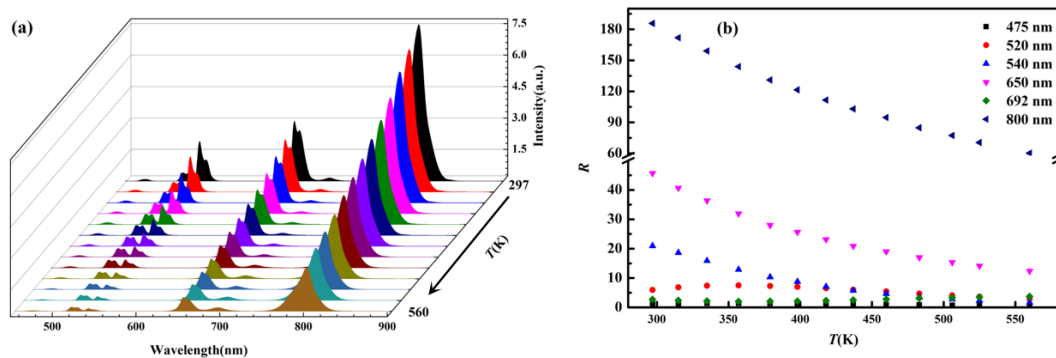 (a)
7.5
6.0
4.5
3.0
1.5
Intensity(a.u.)
297
T(K)
560
500
600
700
800
900
Wavelength(nm)
(b)
180
150
120
90
60
40
30
20
10
0
R
300
350
400
450
500
550
T(K)
475 nm
520 nm
540 nm
650 nm
692 nm
800 nm